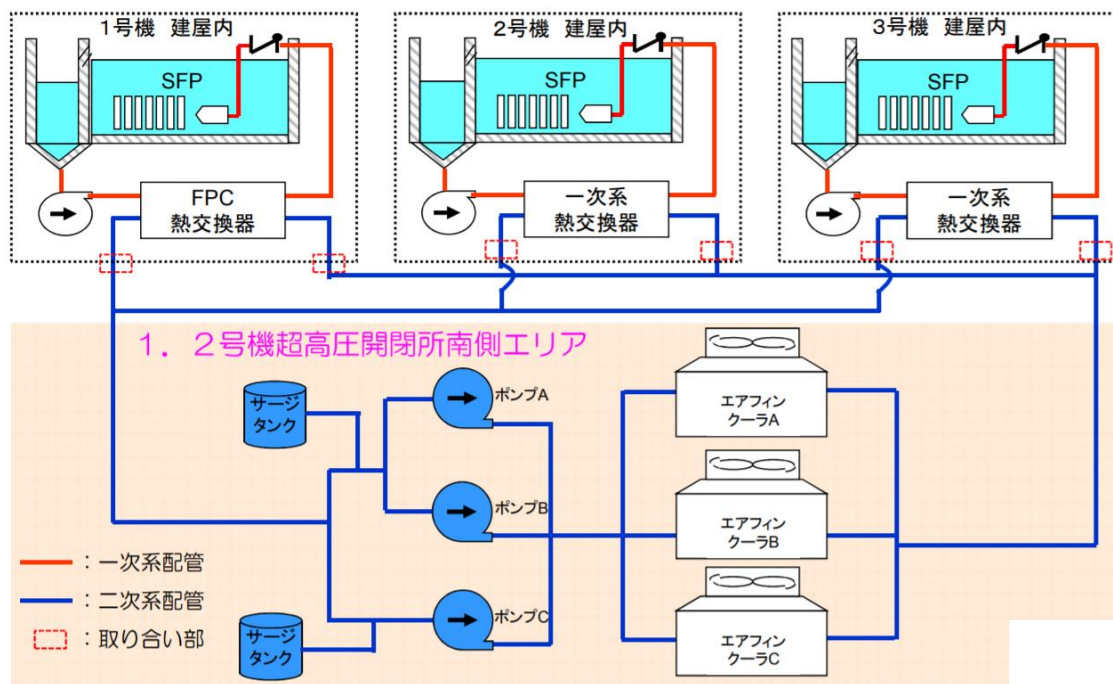 1号機 建屋内
SFP
FPC
熱交換器
2号機 建屋内
SFP
一次系
熱交換器
3号機 建屋内
SFP
一次系
熱交換器
1．2号機超高圧開閉所南側エリア
サージ
タンク
ポンプA
ポンプB
サージ
タンク
ポンプC
エアフィン
クーラA
エアフィン
クーラB
エアフィン
クーラC
：一次系配管
：二次系配管
：取り合い部